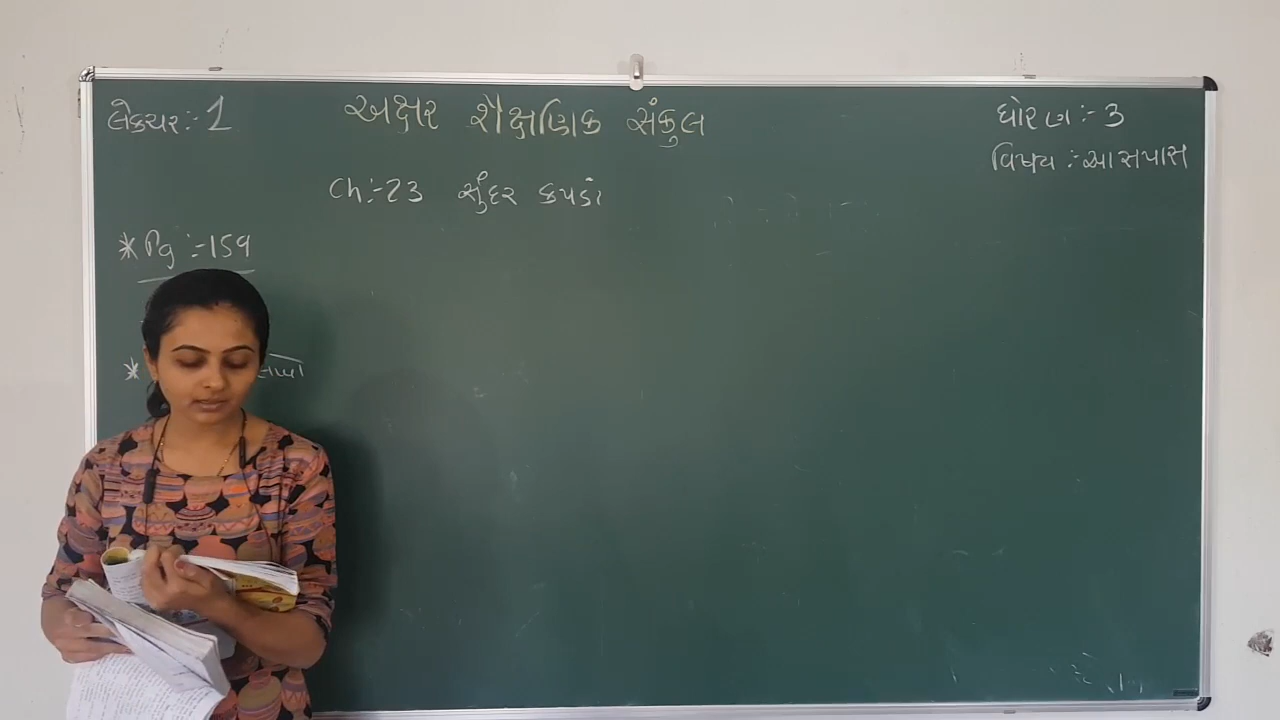 લેક્ચર:- 1
અક્ષર શૈક્ષણિક સંકુલ
ધોરણ:- 3
વિષય:- આસપાસ
Ch:- 23 સુંદર કપડાં
* Pg:- 159
*